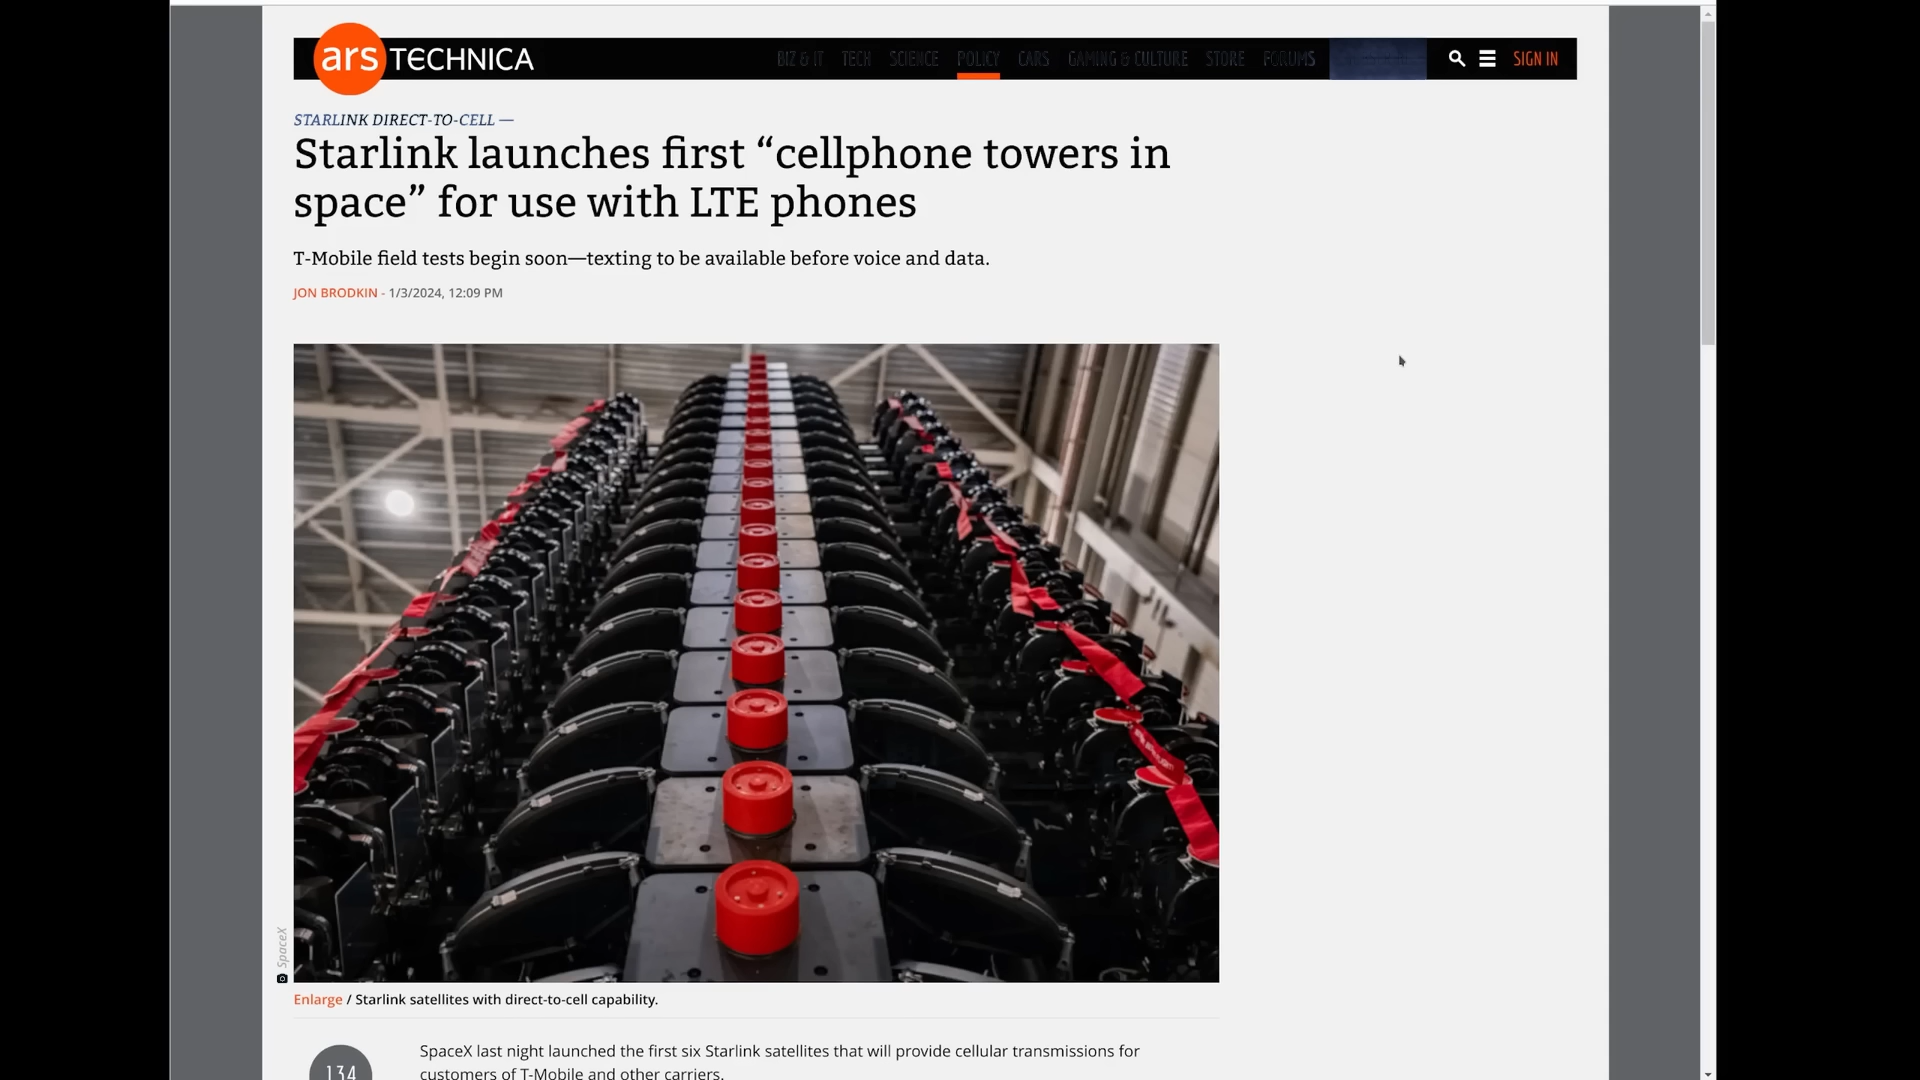 ars TECHNICA
BIZ & IT TECH SCIENCE POLICY CARS GAMING & CULTURE STORE FORUMS
SIGN IN
STARLINK DIRECT-TO-CELL —
Starlink launches first “cellphone towers in
space” for use with LTE phones
T-Mobile field tests begin soon—texting to be available before voice and data.
JON BRODKIN - 1/3/2024, 12:09 PM
SpaceX
Enlarge / Starlink satellites with direct-to-cell capability.
134
SpaceX last night launched the first six Starlink satellites that will provide cellular transmissions for
customers of T-Mobile and other carriers.